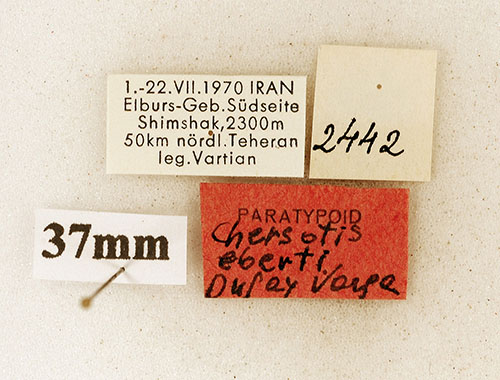 1.-22.VII.1970 IRAN
Elburs-Geb.Südseite
Shimshak,2300m
50km nördl.Teheran
leg.Vartian
2442
37mm
PARATYPOID
Chersotis
eberti
Dufay Varga